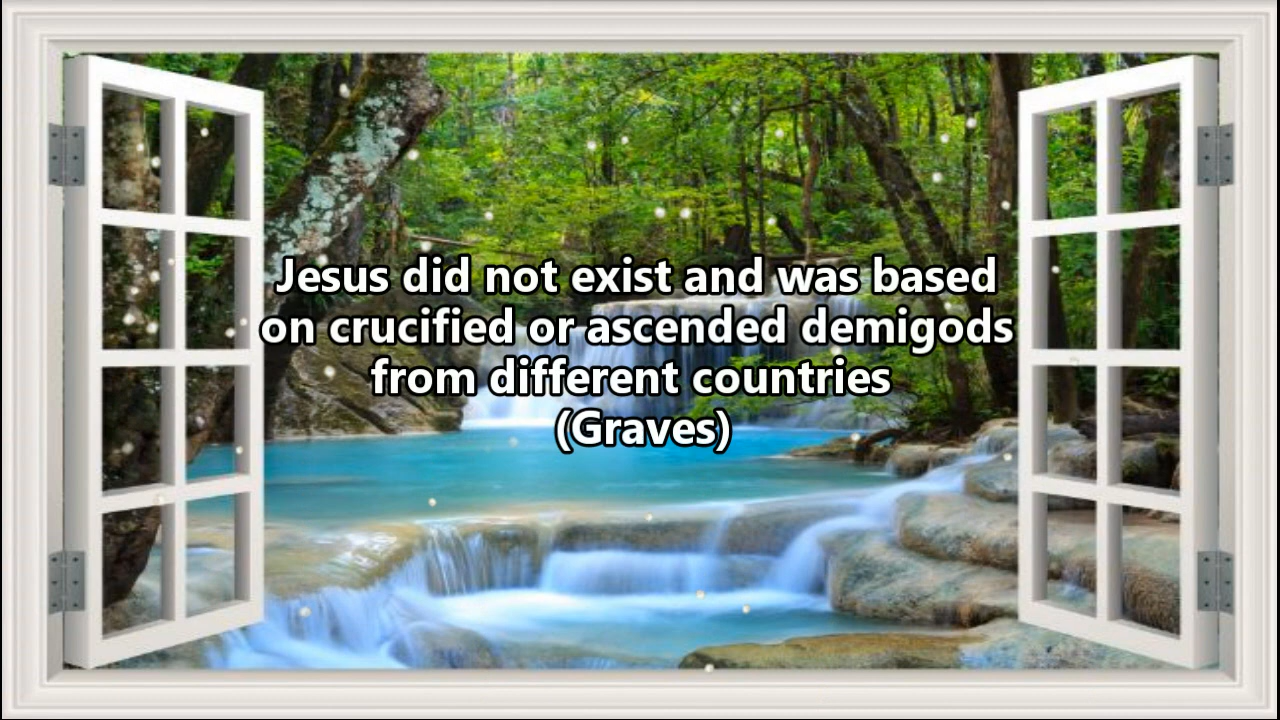 Jesus did not exist and was based
on crucified or ascended demigods
from different countries
(Graves)